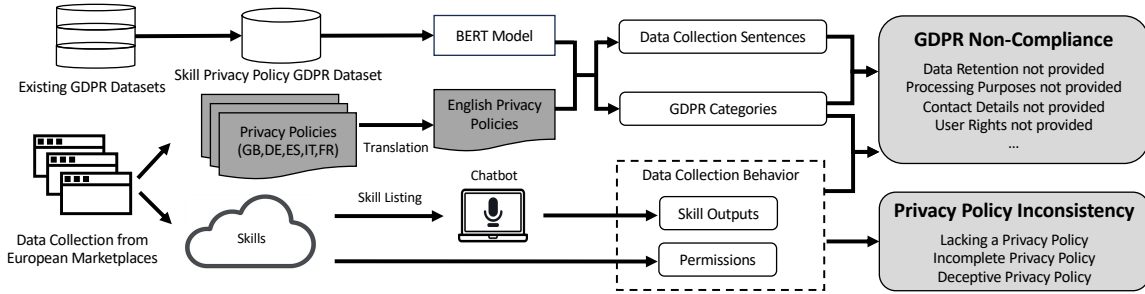 Existing GDPR Datasets
Skill Privacy Policy GDPR Dataset
BERT Model
Data Collection Sentences
GDPR Categories
GDPR Non-Compliance
Data Retention not provided
Processing Purposes not provided
Contact Details not provided
User Rights not provided
...
Privacy Policies
(GB,DE,ES,IT,FR)
Translation
English Privacy
Policies
Data Collection from
European Marketplaces
Skills
Skill Listing
Chatbot
Data Collection Behavior
Skill Outputs
Permissions
Privacy Policy Inconsistency
Lacking a Privacy Policy
Incomplete Privacy Policy
Deceptive Privacy Policy